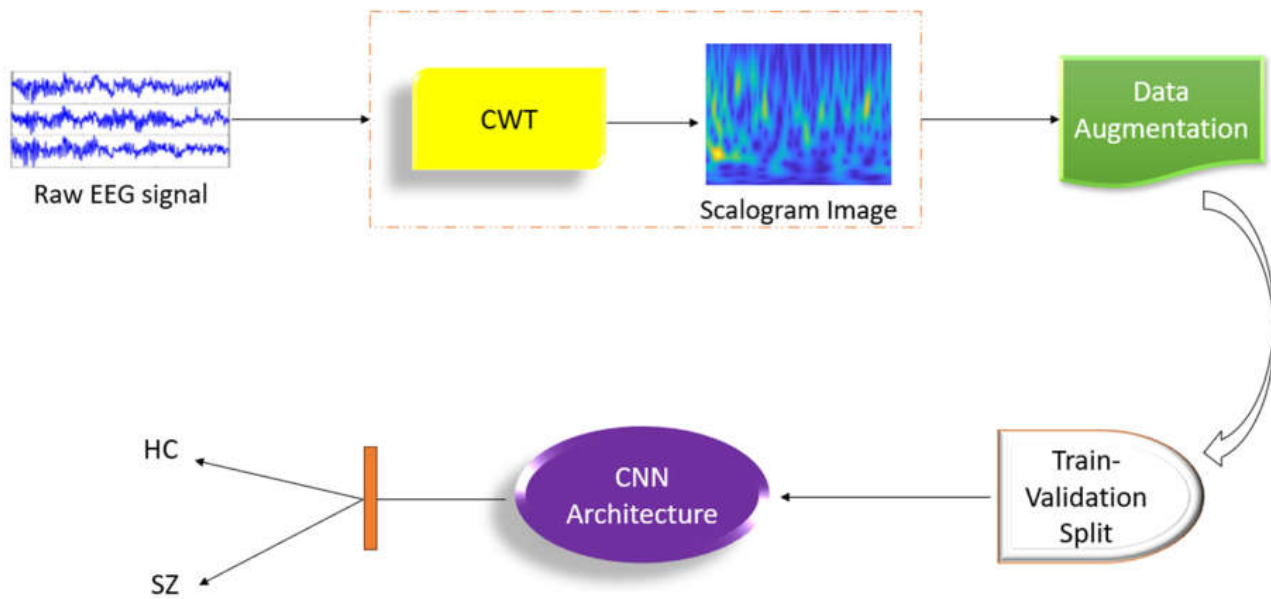 Raw EEG signal
CWT
Scalogram Image
Data
Augmentation
Train-
Validation
Split
CNN
Architecture
HC
SZ